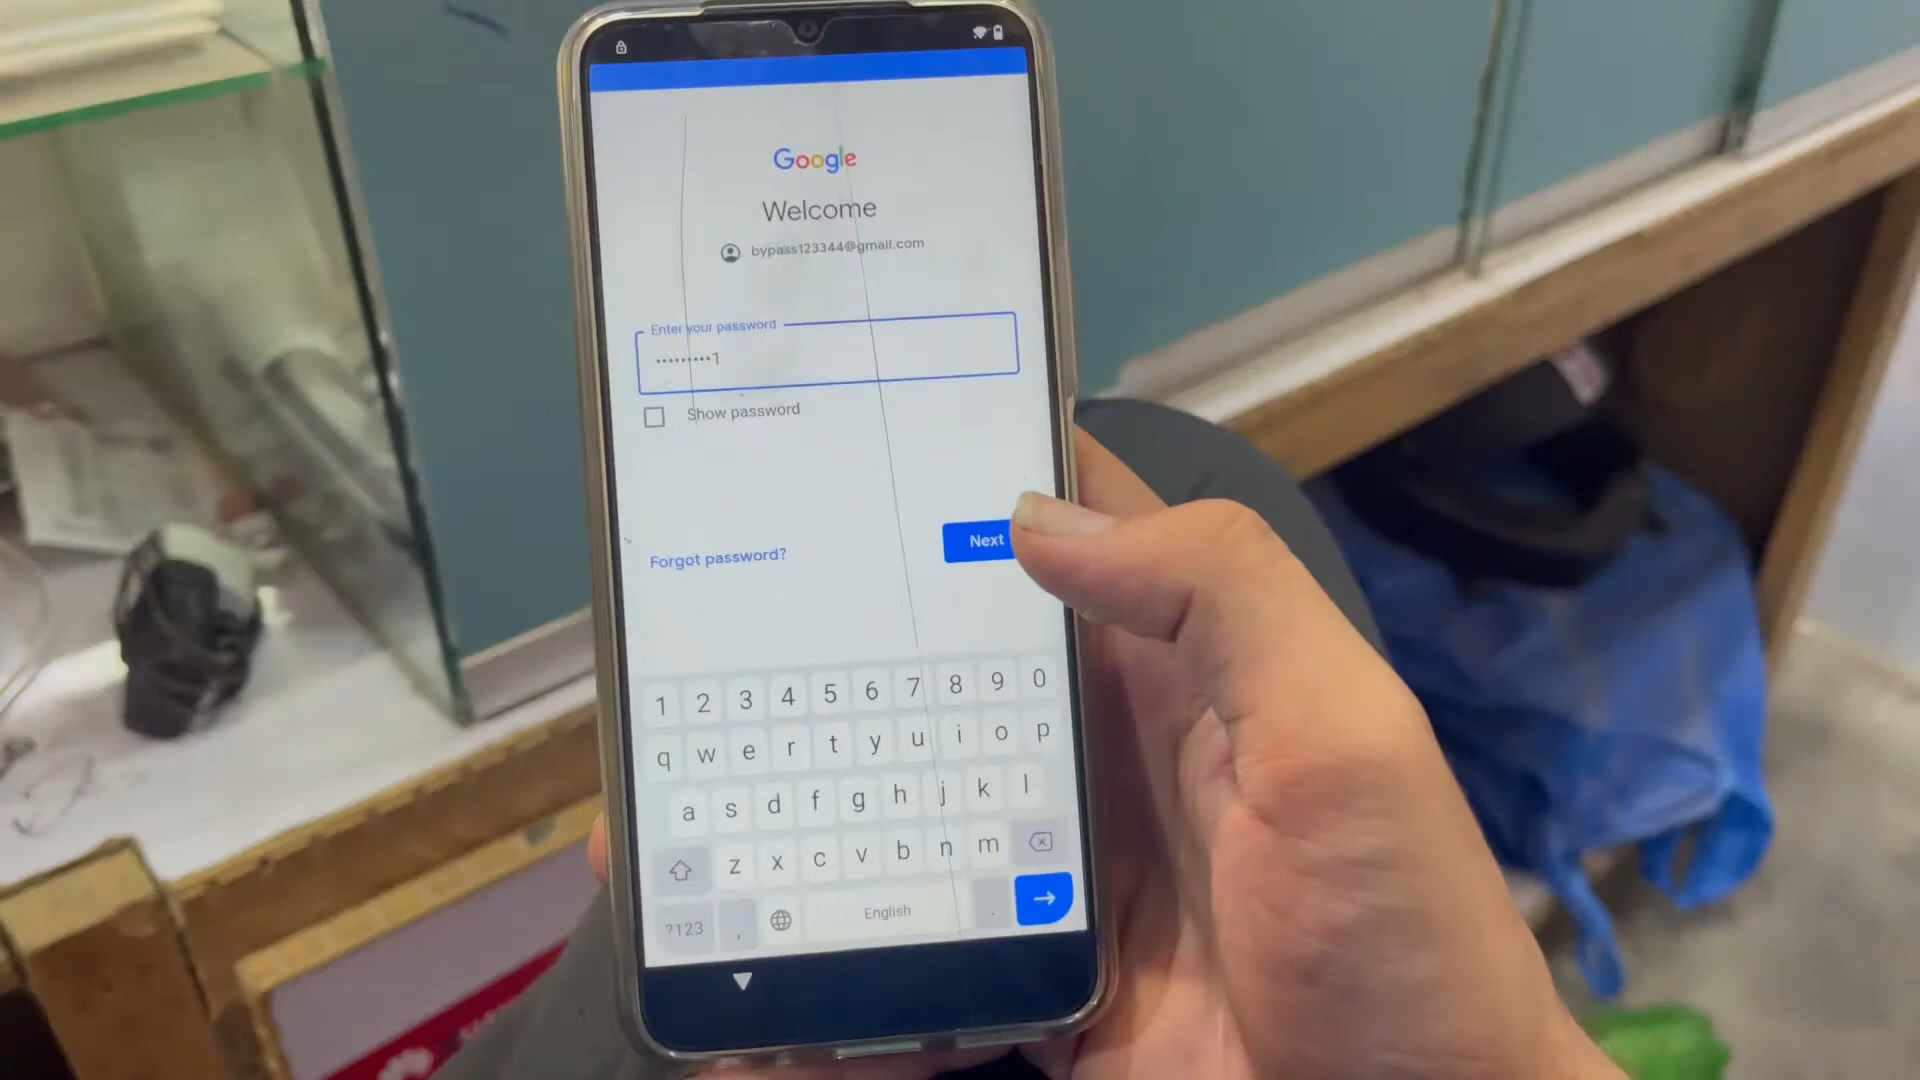 Google
Welcome
bypass123344@gmail.com
Enter your password
•••••••••1
Show password
Next
Forgot password?
1 2 3 4 5 6 7 8 9 0
q w e r t y u i o p
a s d f g h j k l
z x c v b n m
?123 , English .